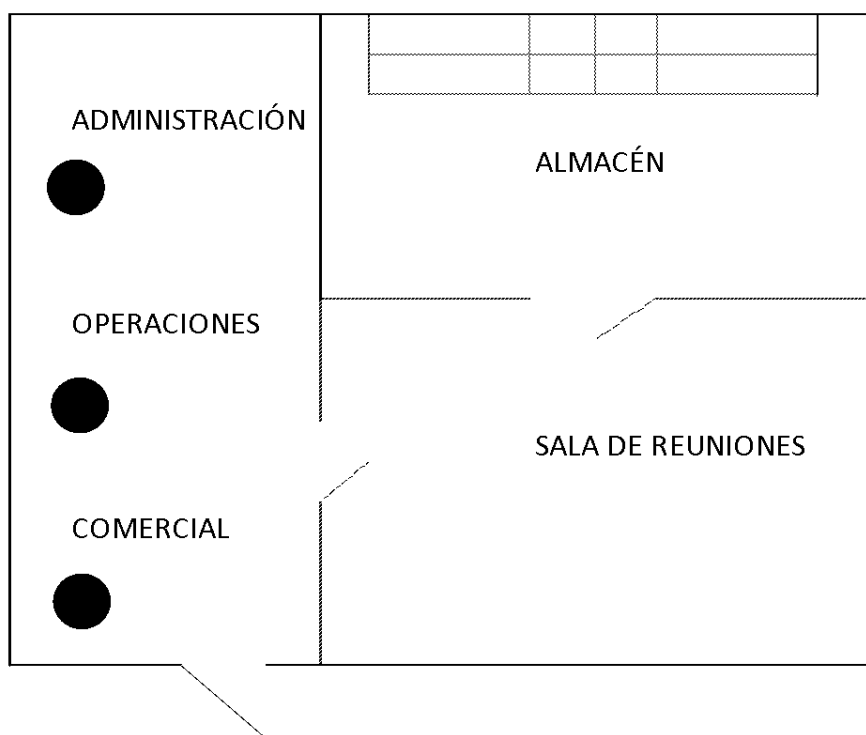 ADMINISTRACIÓN
ALMACÉN
OPERACIONES
SALA DE REUNIONES
COMERCIAL